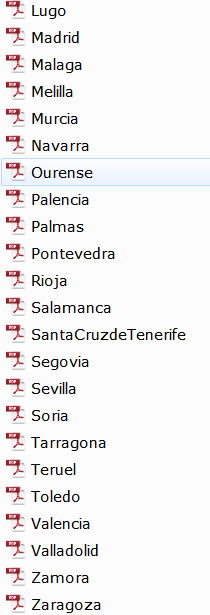 Lugo
Madrid
Malaga
Melilla
Murcia
Navarra
Ourense
Palencia
Palmas
Pontevedra
Rioja
Salamanca
SantaCruzdeTenerife
Segovia
Sevilla
Soria
Tarragona
Teruel
Toledo
Valencia
Valladolid
Zamora
Zaragoza